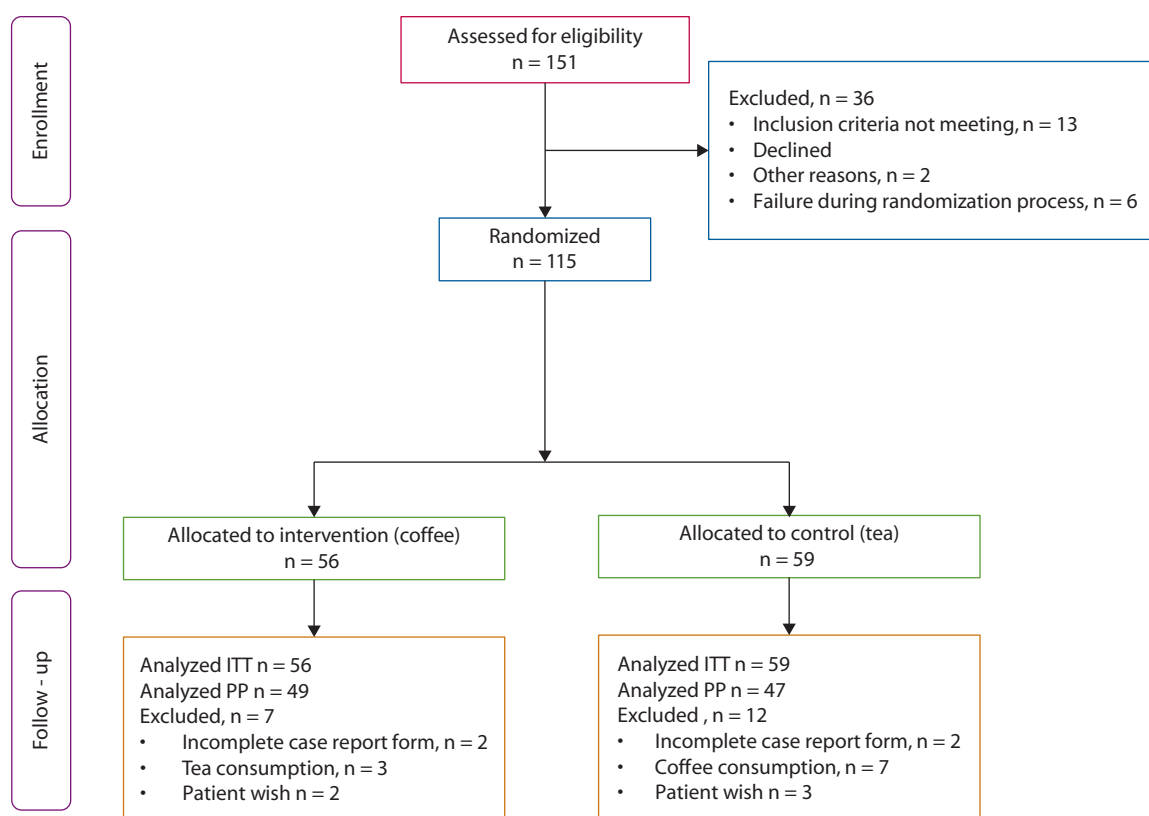 Enrollment
Assessed for eligibility
n = 151
Excluded, n = 36
• Inclusion criteria not meeting, n = 13
• Declined
• Other reasons, n = 2
• Failure during randomization process, n = 6
Allocation
Randomized
n = 115
Allocated to intervention (coffee)
n = 56
Allocated to control (tea)
n = 59
Follow - up
Analyzed ITT n = 56
Analyzed PP n = 49
Excluded, n = 7
• Incomplete case report form, n = 2
• Tea consumption, n = 3
• Patient wish n = 2
Analyzed ITT n = 59
Analyzed PP n = 47
Excluded , n = 12
• Incomplete case report form, n = 2
• Coffee consumption, n = 7
• Patient wish n = 3